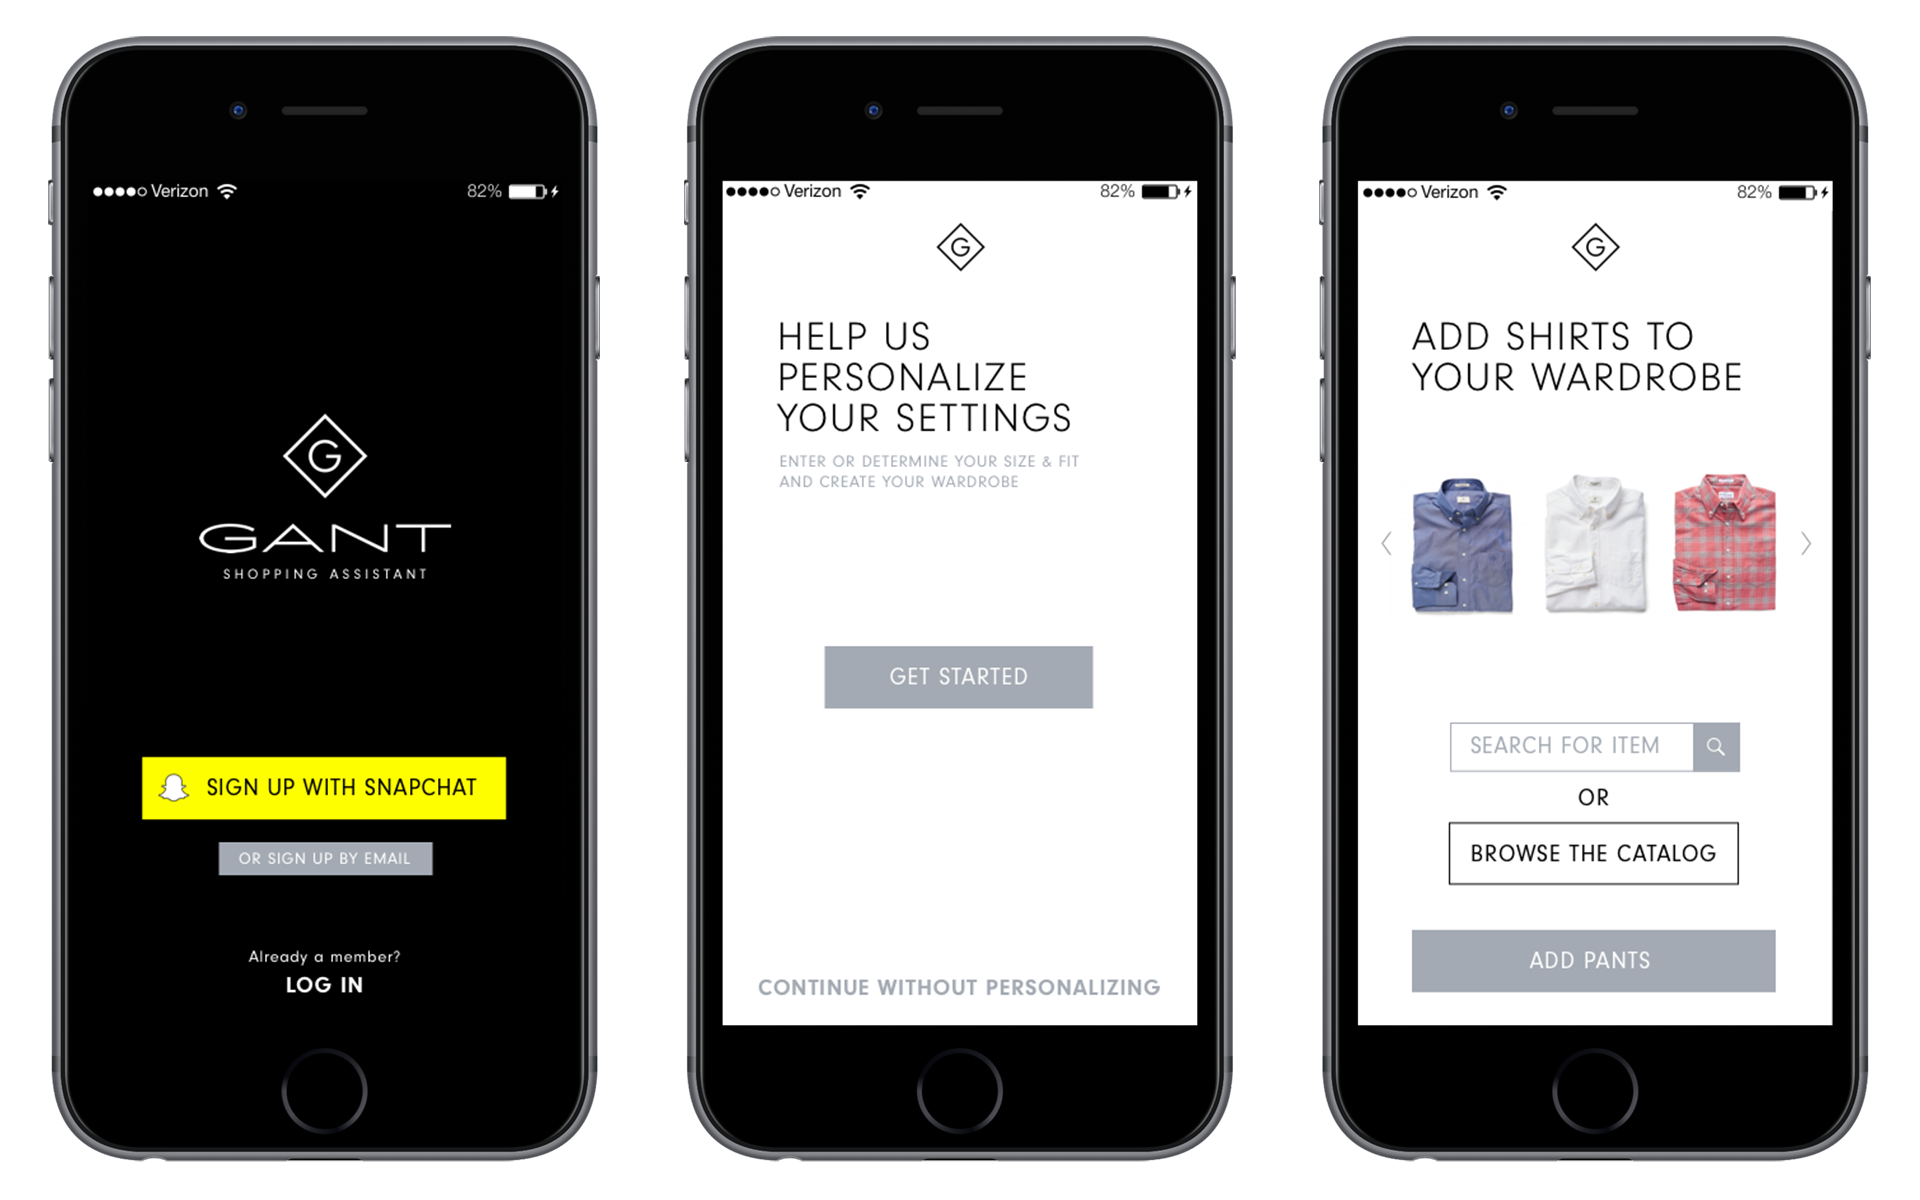 Verizon
82%
G
GANT
SHOPPING ASSISTANT
SIGN UP WITH SNAPCHAT
OR SIGN UP BY EMAIL
Already a member?
LOG IN
Verizon
82%
G
HELP US
PERSONALIZE
YOUR SETTINGS
ENTER OR DETERMINE YOUR SIZE & FIT
AND CREATE YOUR WARDROBE
GET STARTED
CONTINUE WITHOUT PERSONALIZING
Verizon
82%
G
ADD SHIRTS TO
YOUR WARDROBE
SEARCH FOR ITEM
OR
BROWSE THE CATALOG
ADD PANTS